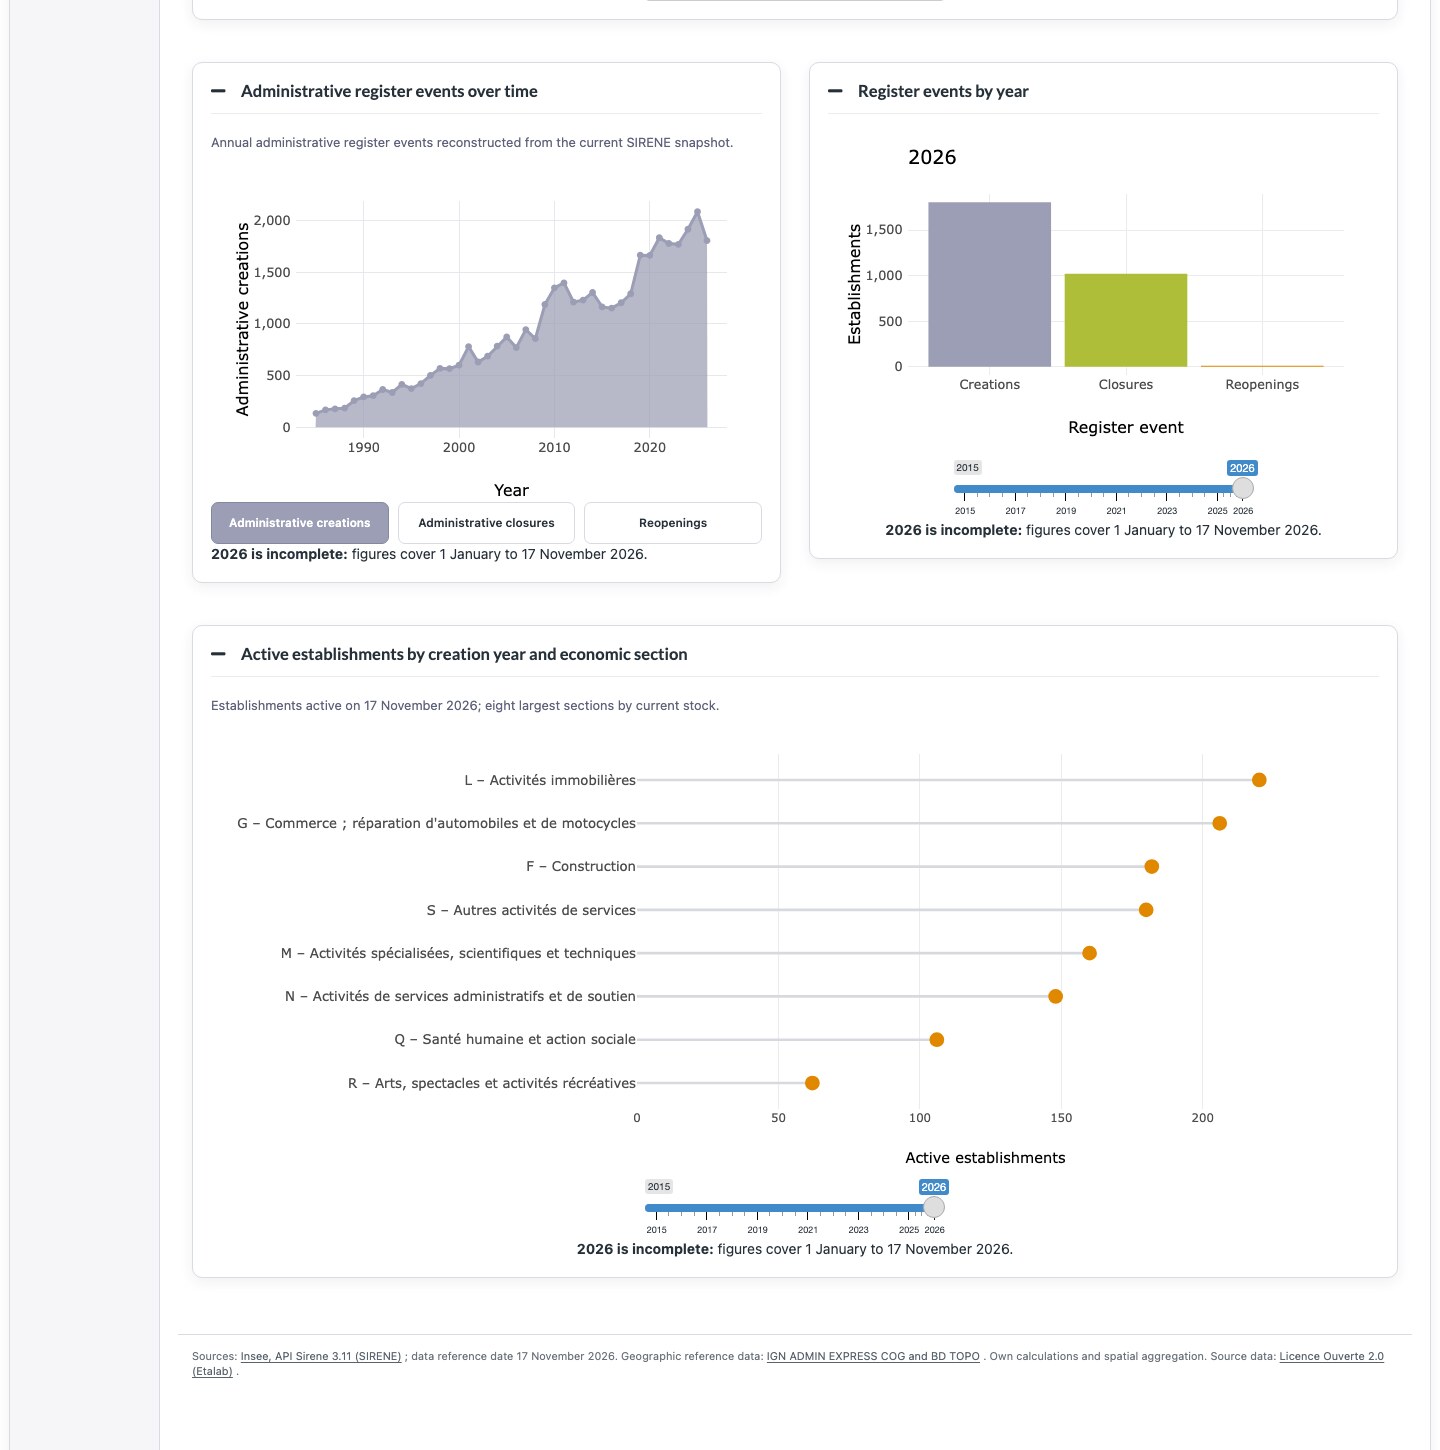 Administrative register events over time
Annual administrative register events reconstructed from the current SIRENE snapshot.
Administrative creations
2,000
1,500
1,000
500
0
1990
2000
2010
2020
Year
Administrative creations
Administrative closures
Reopenings
2026 is incomplete: figures cover 1 January to 17 November 2026.
Register events by year
2026
Establishments
1,500
1,000
500
0
Creations
Closures
Reopenings
Register event
2015
2026
2015
2017
2019
2021
2023
2025
2026
2026 is incomplete: figures cover 1 January to 17 November 2026.
Active establishments by creation year and economic section
Establishments active on 17 November 2026; eight largest sections by current stock.
L – Activités immobilières
G – Commerce ; réparation d'automobiles et de motocycles
F – Construction
S – Autres activités de services
M – Activités spécialisées, scientifiques et techniques
N – Activités de services administratifs et de soutien
Q – Santé humaine et action sociale
R – Arts, spectacles et activités récréatives
0
50
100
150
200
Active establishments
2015
2026
2015
2017
2019
2021
2023
2025
2026
2026 is incomplete: figures cover 1 January to 17 November 2026.
Sources: Insee, API Sirene 3.11 (SIRENE) ; data reference date 17 November 2026. Geographic reference data: IGN ADMIN EXPRESS COG and BD TOPO . Own calculations and spatial aggregation. Source data: Licence Ouverte 2.0
(Etalab) .